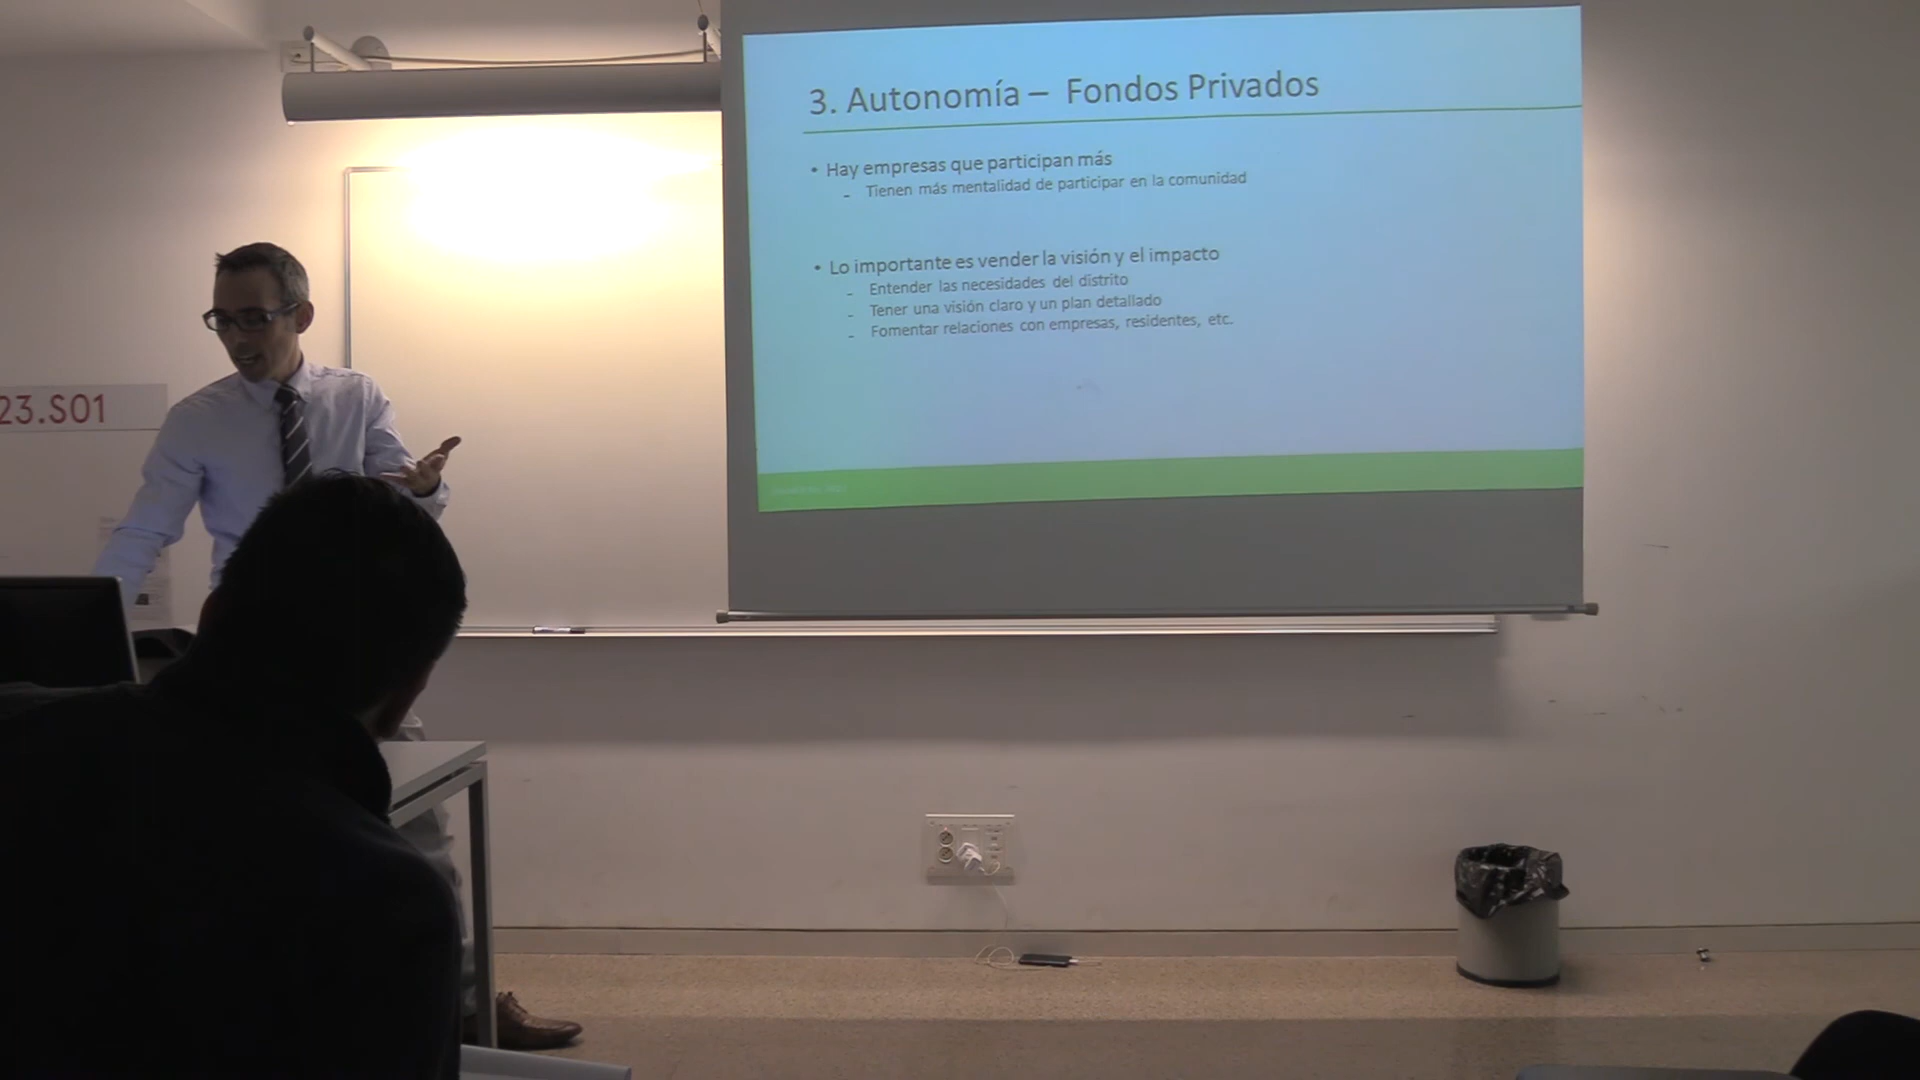 3. Autonomía – Fondos Privados
• Hay empresas que participan más
- Tienen más mentalidad de participar en la comunidad
• Lo importante es vender la visión y el impacto
- Entender las necesidades del distrito
- Tener una visión claro y un plan detallado
- Fomentar relaciones con empresas, residentes, etc.
23.S01